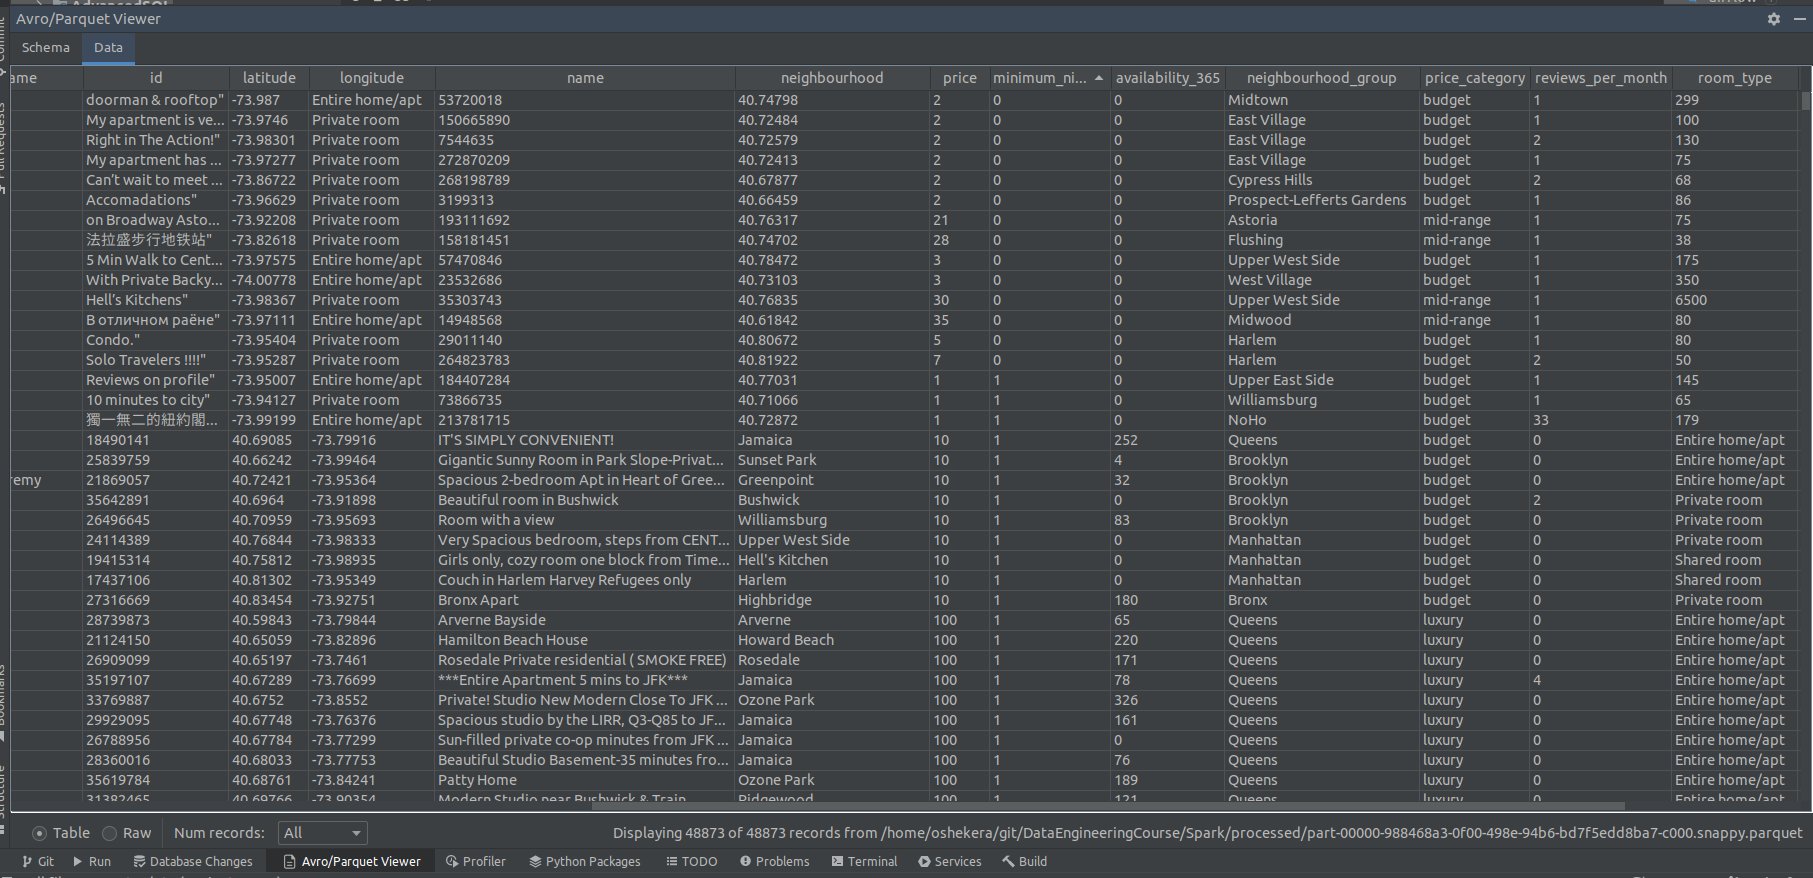 Avro/Parquet Viewer
Schema Data
ame id latitude longitude name neighbourhood price minimum_ni... availability_365 neighbourhood_group price_category reviews_per_month room_type
doorman & rooftop" -73.987 Entire home/apt 53720018 40.74798 2 0 0 Midtown budget 1 299
My apartment is ve... -73.9746 Private room 150665890 40.72484 2 0 0 East Village budget 1 100
Right in The Action!" -73.98301 Private room 7544635 40.72579 2 0 0 East Village budget 2 130
My apartment has ... -73.97277 Private room 272870209 40.72413 2 0 0 East Village budget 1 75
Can't wait to meet ... -73.86722 Private room 268198789 40.67877 2 0 0 Cypress Hills budget 2 68
Accomadations" -73.96629 Private room 3199313 40.66459 2 0 0 Prospect-Lefferts Gardens budget 1 86
on Broadway Asto... -73.92208 Private room 193111692 40.76317 21 0 0 Astoria mid-range 1 75
法拉盛步行地铁站" -73.82618 Private room 158181451 40.74702 28 0 0 Flushing mid-range 1 38
5 Min Walk to Cent... -73.97575 Entire home/apt 57470846 40.78472 3 0 0 Upper West Side budget 1 175
With Private Backy... -74.00778 Entire home/apt 23532686 40.73103 3 0 0 West Village budget 1 350
Hell's Kitchens" -73.98367 Private room 35303743 40.76835 30 0 0 Upper West Side mid-range 1 6500
В отличном раёне" -73.97111 Entire home/apt 14948568 40.61842 35 0 0 Midwood mid-range 1 80
Condo." -73.95404 Private room 29011140 40.80672 5 0 0 Harlem budget 1 80
Solo Travelers !!!!" -73.95287 Private room 264823783 40.81922 7 0 0 Harlem budget 2 50
Reviews on profile" -73.95007 Entire home/apt 184407284 40.77031 1 1 0 Upper East Side budget 1 145
10 minutes to city" -73.94127 Private room 73866735 40.71066 1 1 0 Williamsburg budget 1 65
獨一無二的紐約閣... -73.99199 Entire home/apt 213781715 40.72872 1 1 0 NoHo budget 33 179
18490141 40.69085 -73.79916 IT'S SIMPLY CONVENIENT! Jamaica 10 1 252 Queens budget 0 Entire home/apt
25839759 40.66242 -73.99464 Gigantic Sunny Room in Park Slope-Privat... Sunset Park 10 1 4 Brooklyn budget 0 Entire home/apt
remy 21869057 40.72421 -73.95364 Spacious 2-bedroom Apt in Heart of Gree... Greenpoint 10 1 32 Brooklyn budget 0 Entire home/apt
35642891 40.6964 -73.91898 Beautiful room in Bushwick Bushwick 10 1 0 Brooklyn budget 2 Private room
26496645 40.70959 -73.95693 Room with a view Williamsburg 10 1 83 Brooklyn budget 0 Private room
24114389 40.76844 -73.98333 Very Spacious bedroom, steps from CENT... Upper West Side 10 1 0 Manhattan budget 0 Private room
19415314 40.75812 -73.98935 Girls only, cozy room one block from Time... Hell's Kitchen 10 1 0 Manhattan budget 0 Shared room
17437106 40.81302 -73.95349 Couch in Harlem Harvey Refugees only Harlem 10 1 0 Manhattan budget 0 Shared room
27316669 40.83454 -73.92751 Bronx Apart Highbridge 10 1 180 Bronx budget 0 Private room
28739873 40.59843 -73.79844 Arverne Bayside Arverne 100 1 65 Queens luxury 0 Entire home/apt
21124150 40.65059 -73.82896 Hamilton Beach House Howard Beach 100 1 220 Queens luxury 0 Entire home/apt
26909099 40.65197 -73.7461 Rosedale Private residential ( SMOKE FREE) Rosedale 100 1 171 Queens luxury 0 Entire home/apt
35197107 40.67289 -73.76699 ***Entire Apartment 5 mins to JFK*** Jamaica 100 1 78 Queens luxury 4 Entire home/apt
33769887 40.6752 -73.8552 Private! Studio New Modern Close To JFK ... Ozone Park 100 1 326 Queens luxury 0 Entire home/apt
29929095 40.67748 -73.76376 Spacious studio by the LIRR, Q3-Q85 to JF... Jamaica 100 1 161 Queens luxury 0 Entire home/apt
26788956 40.67784 -73.77299 Sun-filled private co-op minutes from JFK ... Jamaica 100 1 0 Queens luxury 0 Entire home/apt
28360016 40.68033 -73.77753 Beautiful Studio Basement-35 minutes fro... Jamaica 100 1 76 Queens luxury 0 Entire home/apt
35619784 40.68761 -73.84241 Patty Home Ozone Park 100 1 189 Queens luxury 0 Entire home/apt
31382465 40.69766 -73.90354 Modern Studio near Bushwick & Train Ridgewood 100 1 121 Queens luxury 0 Entire home/apt
Table Raw Num records: All Displaying 48873 of 48873 records from /home/oshekera/git/DataEngineeringCourse/Spark/processed/part-00000-988468a3-0f00-498e-94b6-bd7f5edd8ba7-c000.snappy.parquet
Git Run Database Changes Avro/Parquet Viewer Profiler Python Packages TODO Problems Terminal Services Build